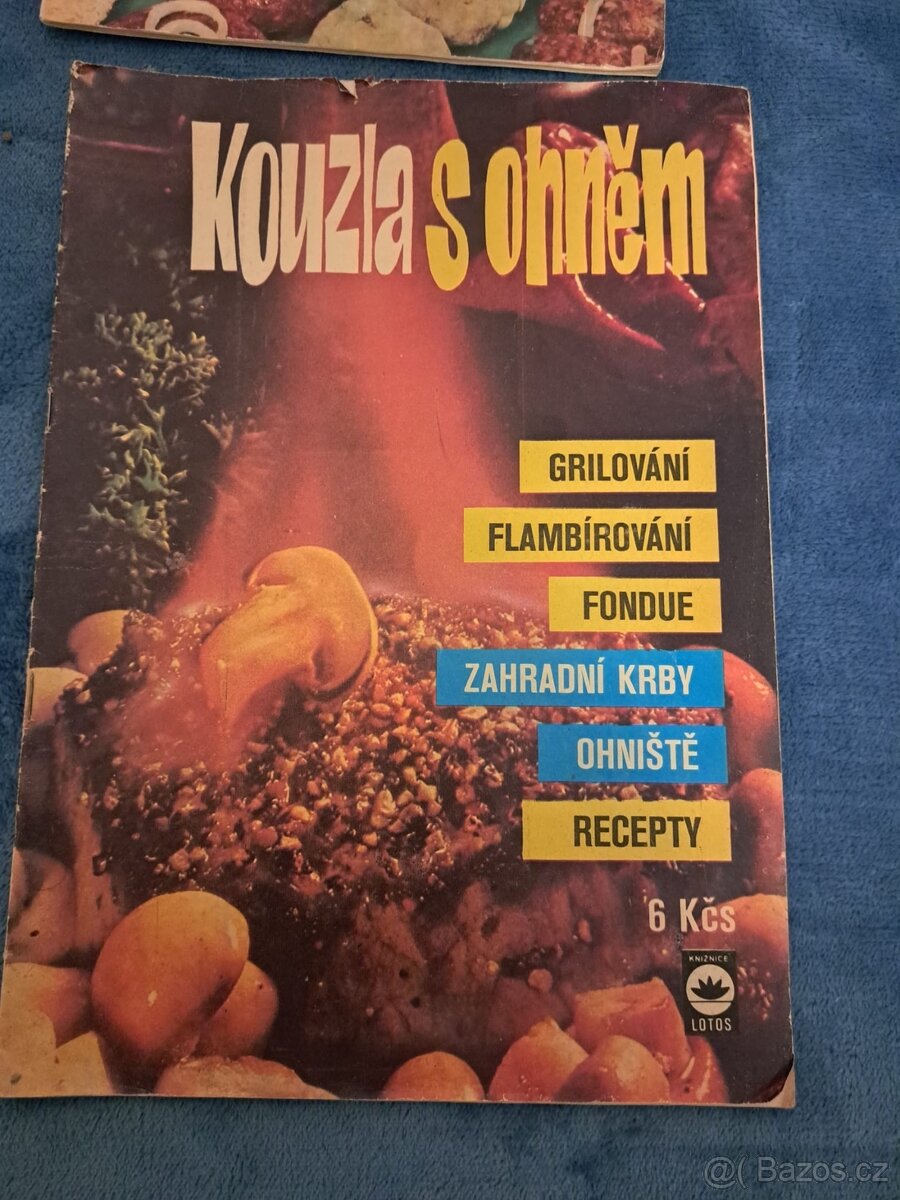 Kouzla s ohněm
GRILOVÁNÍ
FLAMBÍROVÁNÍ
FONDUE
ZAHRADNÍ KRBY
OHNIŠTĚ
RECEPTY
6 Kčs
KNIŽNICE
LOTOS
@( Bazos.cz